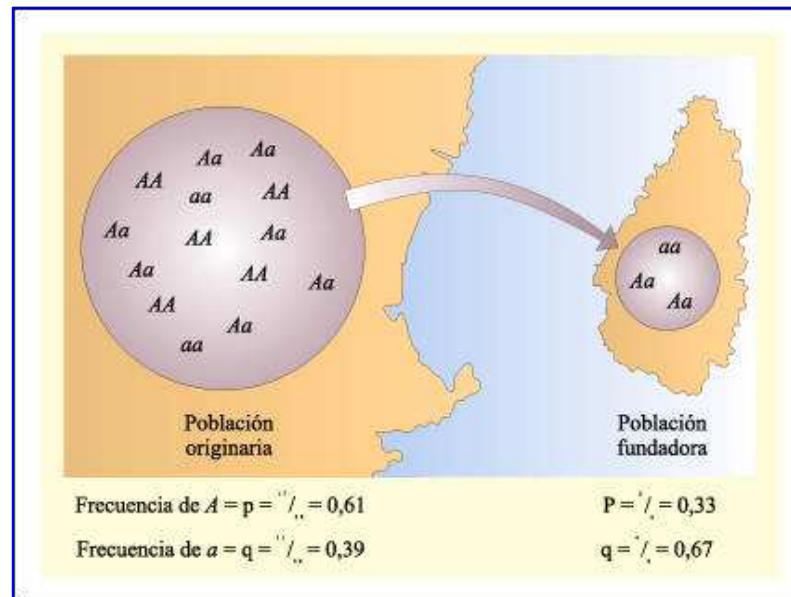 Aa Aa
AA aa AA
Aa AA Aa
Aa AA Aa
AA Aa
aa
aa
Aa Aa
Población
originaria
Población
fundadora
Frecuencia de A = p = / = 0,61
Frecuencia de a = q = / = 0,39
P = / = 0,33
q = / = 0,67